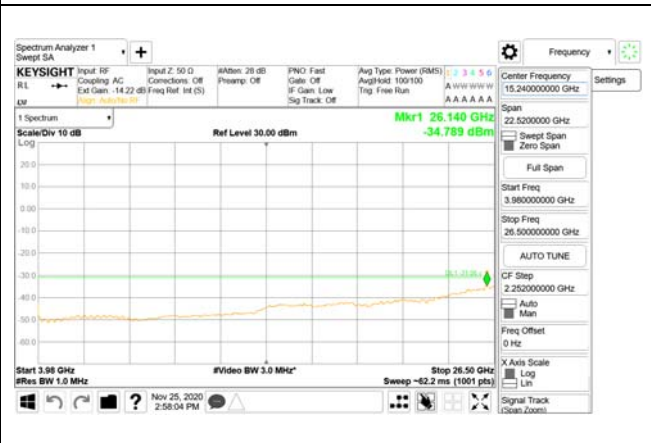 Spectrum Analyzer 1
Swept SA
Frequency
KEYSIGHT
Input: RF
Coupling: AC
Ext Gain: -14.22 dB
Align: Auto/No RF
Input Z: 50 Ω
Corrections: Off
Freq Ref: Int (S)
#Atten: 28 dB
Preamp: Off
PNO: Fast
Gate: Off
IF Gain: Low
Sig Track: Off
Avg Type: Power (RMS)
Avg|Hold: 100/100
Trig: Free Run
1 2 3 4 5 6
A W W W W W
A A A A A A
R L
1 Spectrum
Scale/Div 10 dB
Ref Level 30.00 dBm
Mkr1 26.140 GHz
-34.789 dBm
Log
20.0
10.0
0.00
-10.0
-20.0
-30.0
-40.0
-50.0
-60.0
Start 3.98 GHz
#Res BW 1.0 MHz
#Video BW 3.0 MHz*
Stop 26.50 GHz
Sweep ~62.2 ms (1001 pts)
Nov 25, 2020
2:58:04 PM
Center Frequency
15.240000000 GHz
Settings
Span
22.5200000 GHz
Swept Span
Zero Span
Full Span
Start Freq
3.980000000 GHz
Stop Freq
26.500000000 GHz
AUTO TUNE
CF Step
2.252000000 GHz
Auto
Man
Freq Offset
0 Hz
X Axis Scale
Log
Lin
Signal Track
(Span Zoom)